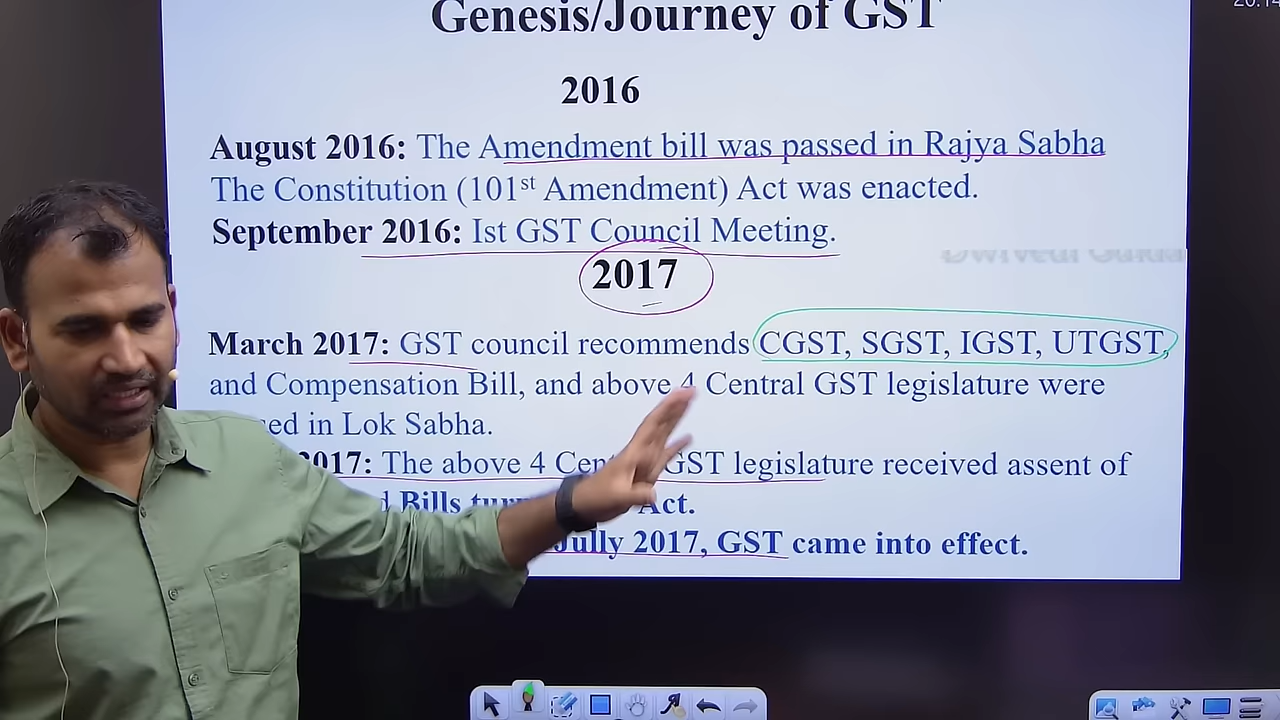 Genesis/Journey of GST
2016
August 2016: The Amendment bill was passed in Rajya Sabha
The Constitution (101st Amendment) Act was enacted.
September 2016: Ist GST Council Meeting.
2017
March 2017: GST council recommends CGST, SGST, IGST, UTGST,
and Compensation Bill, and above 4 Central GST legislature were
in Lok Sabha.
2017: The above 4 GST legislature received assent of
Bills Act.
Jully 2017, GST came into effect.